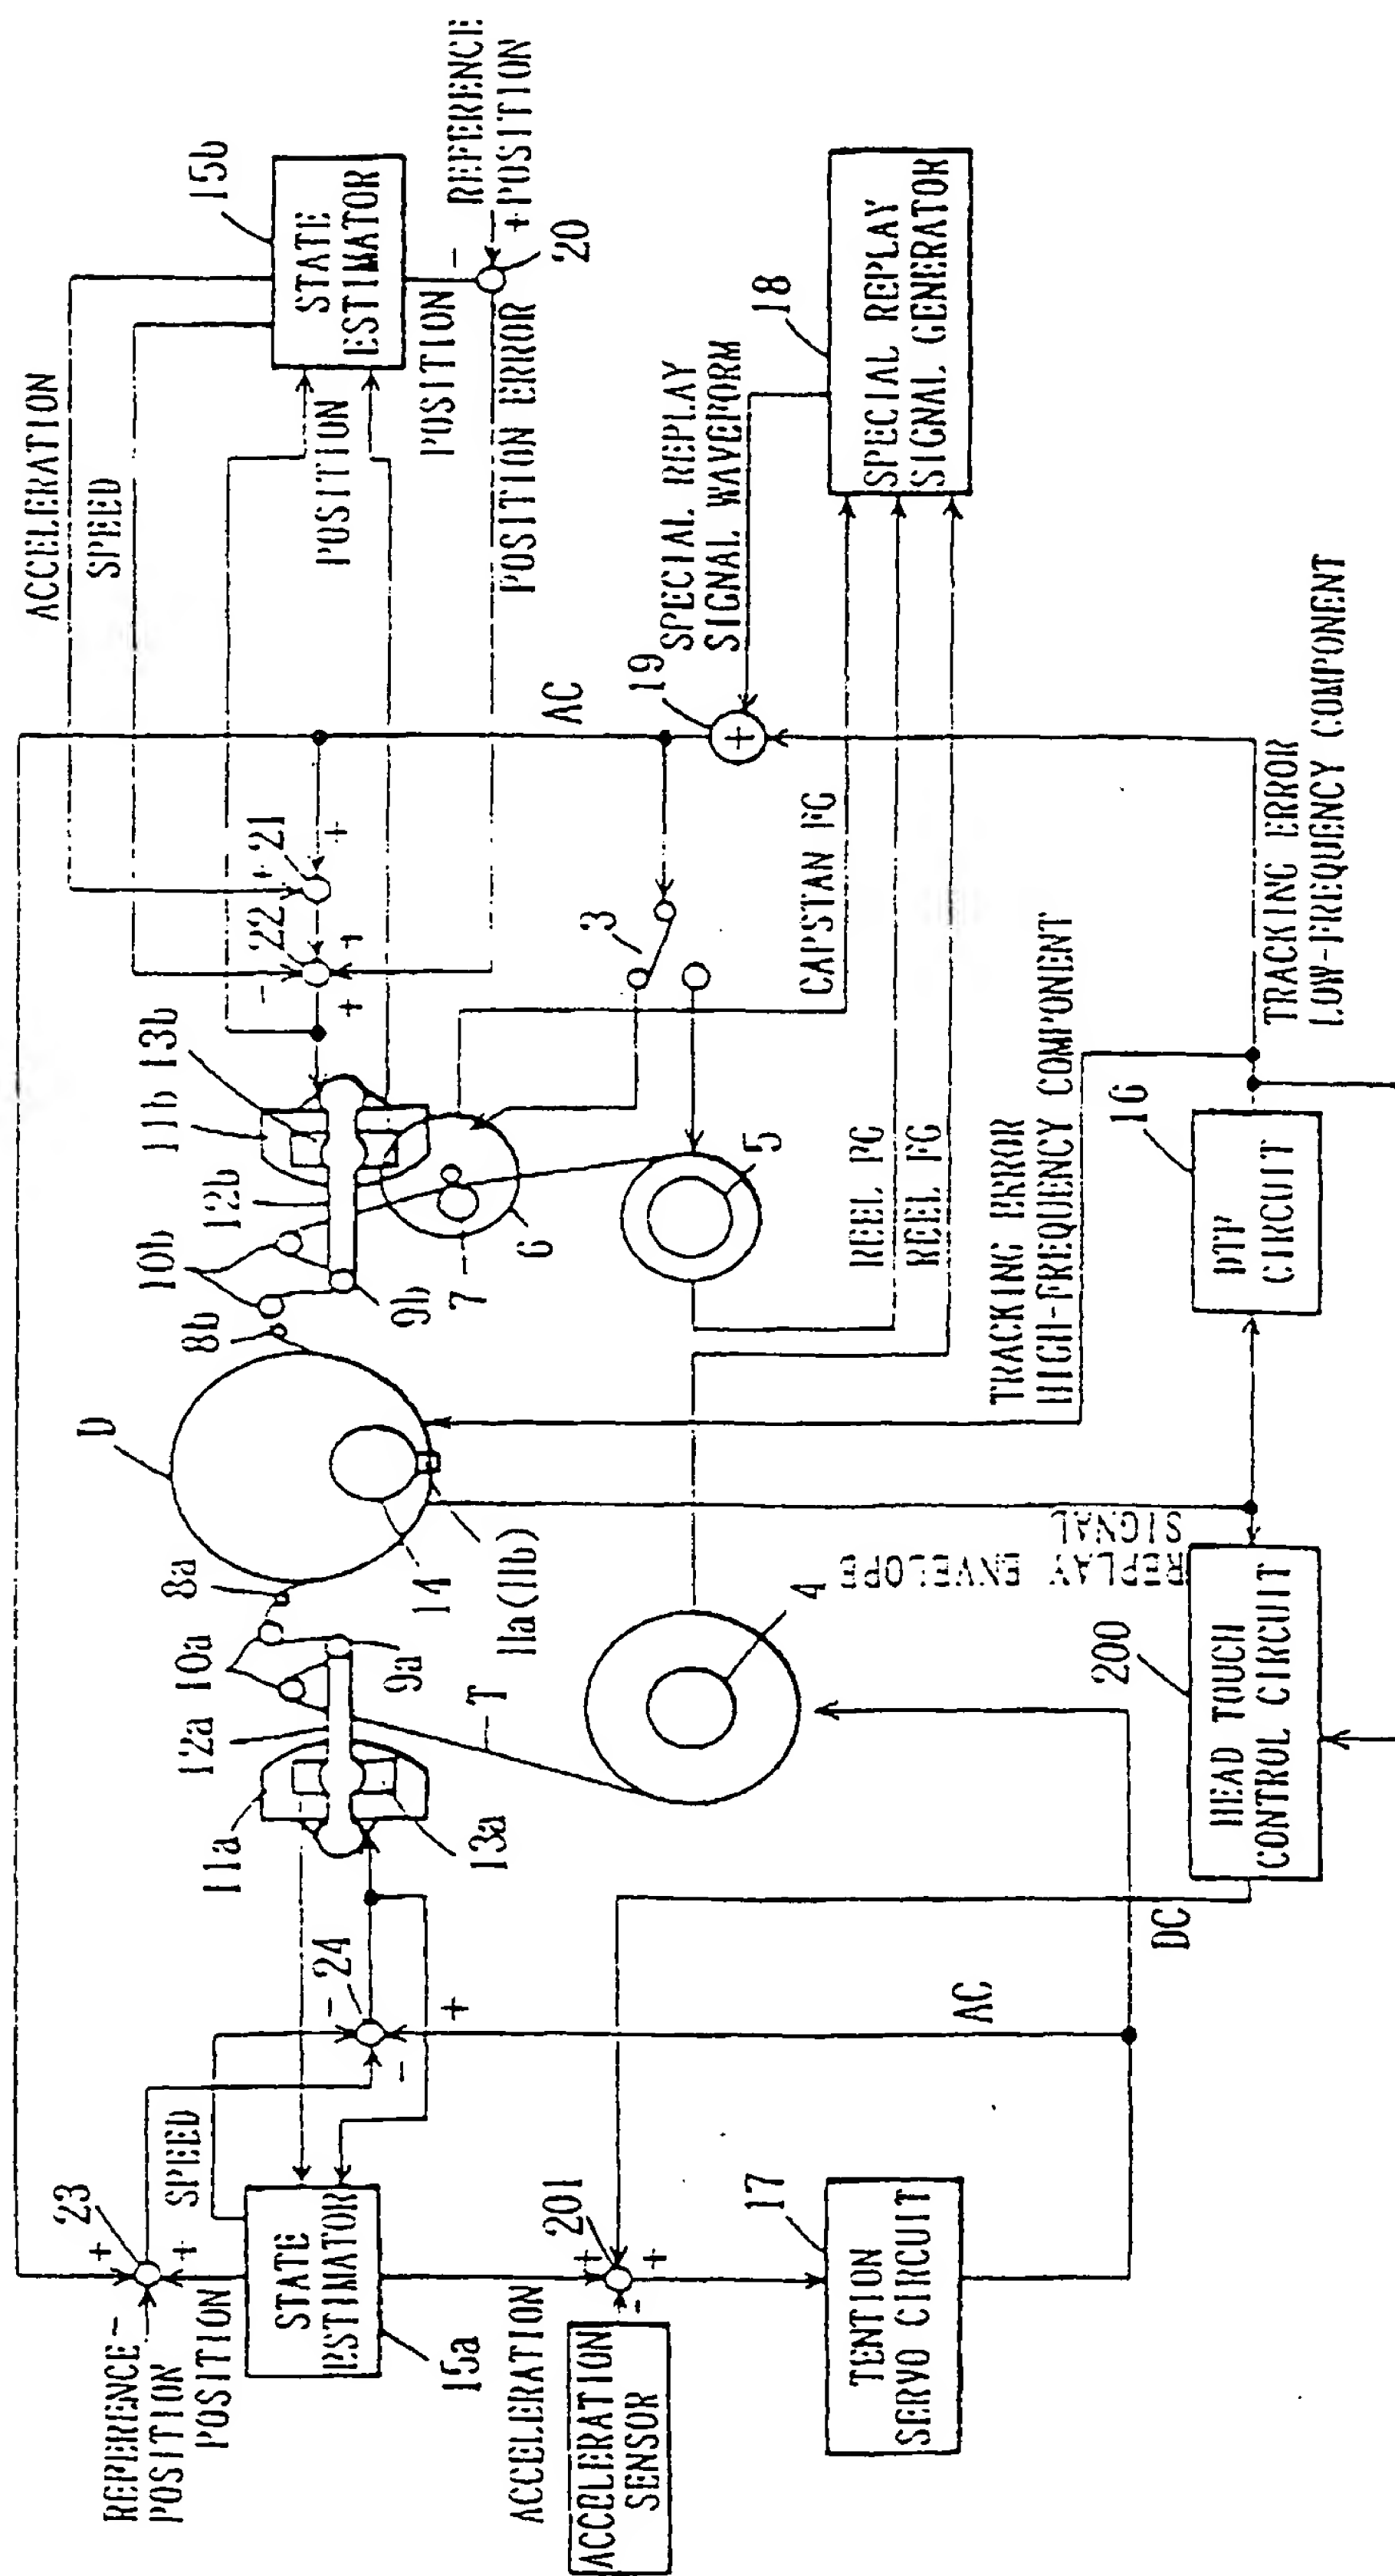 REFERENCE
POSITION
-
+
23
+
POSITION
SPEED
STATE
ESTIMATOR
15a
-
24
-
+
11a
12a
10a
8a
D
8b
10b
12b
11b
13b
-
22
+
21
+
+
+
ACCELERATION
SPEED
POSITION
STATE
ESTIMATOR
15b
POSITION
-
REFERENCE
+POSITION
20
POSITION ERROR
13a
9a
T
14
Ha(Hb)
9b
7
6
3
AC
19
+
SPECIAL REPLAY
SIGNAL WAVEFORM
18
SPECIAL REPLAY
SIGNAL GENERATOR
ACCELERATION
ACCELERATION
SENSOR
201
+
-
+
17
TENTION
SERVO CIRCUIT
AC
DC
4
5
REEL FG
REEL FG
CAPSTAN FG
REPLAY ENVELOPE
SIGNAL
TRACKING ERROR
HIGH-FREQUENCY COMPONENT
200
HEAD TOUCH
CONTROL CIRCUIT
16
DTF
CIRCUIT
TRACKING ERROR
LOW-FREQUENCY COMPONENT